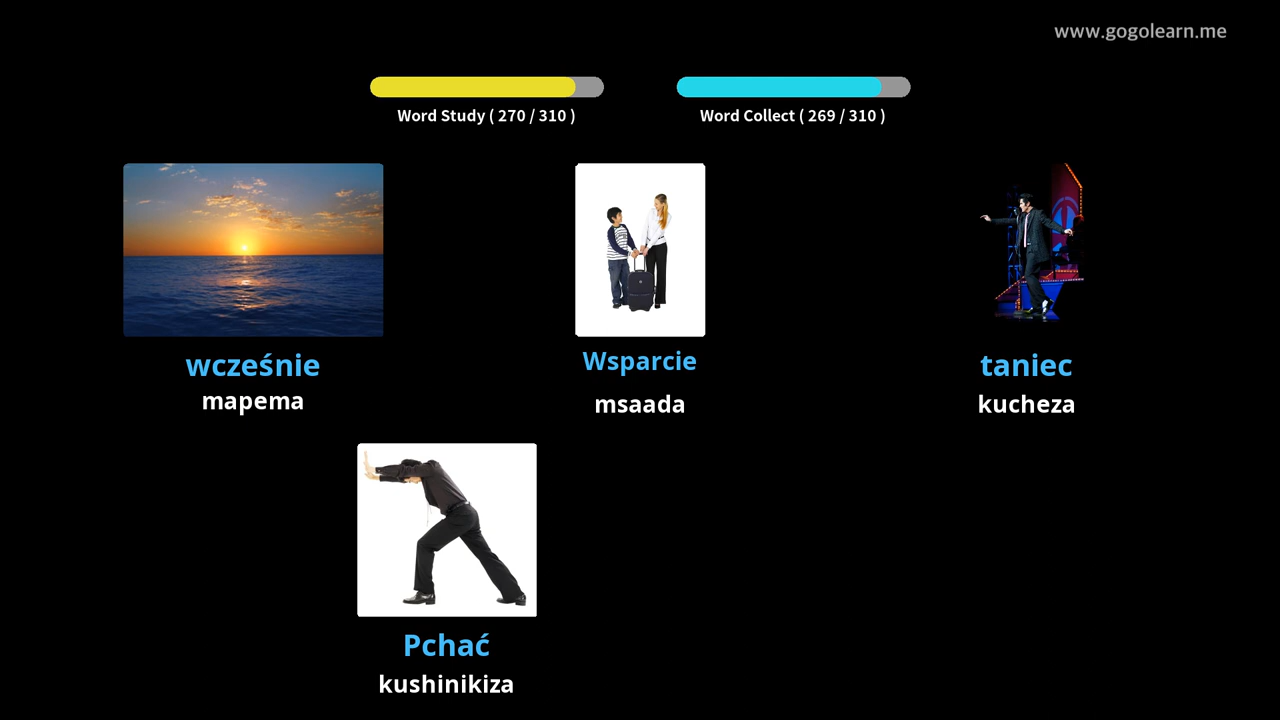 www.gogolearn.me
Word Study ( 270 / 310 )
Word Collect ( 269 / 310 )
wcześnie
mapema
Wsparcie
msaada
taniec
kucheza
Pchać
kushinikiza